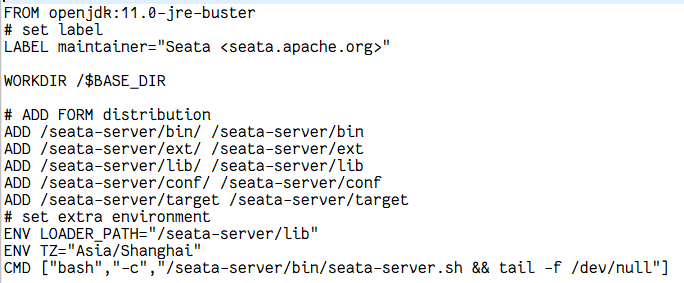 FROM openjdk:11.0-jre-buster
# set label
LABEL maintainer="Seata <seata.apache.org>"
WORKDIR /$BASE_DIR
# ADD FORM distribution
ADD /seata-server/bin/ /seata-server/bin
ADD /seata-server/ext/ /seata-server/ext
ADD /seata-server/lib/ /seata-server/lib
ADD /seata-server/conf/ /seata-server/conf
ADD /seata-server/target /seata-server/target
# set extra environment
ENV LOADER_PATH="/seata-server/lib"
ENV TZ="Asia/Shanghai"
CMD ["bash","-c","/seata-server/bin/seata-server.sh && tail -f /dev/null"]